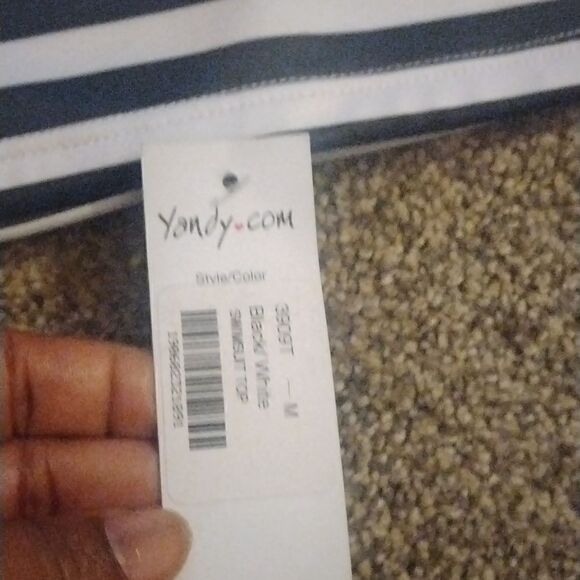 Yandy.com
Style/Color
3909T - M
Black/White
SWIMSUIT TOP